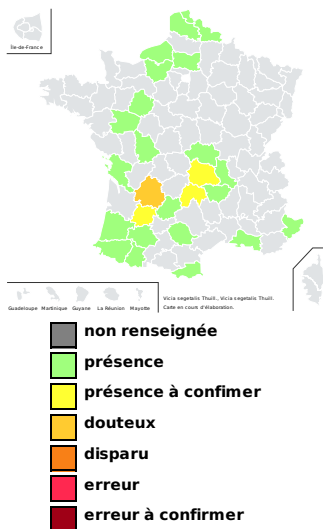 Île-de-France
Guadeloupe Martinique Guyane La Réunion Mayotte
Vicia segetalis Thuill., Vicia segetalis Thuill.
Carte en cours d'élaboration.
non renseignée
présence
présence à confimer
douteux
disparu
erreur
erreur à confirmer